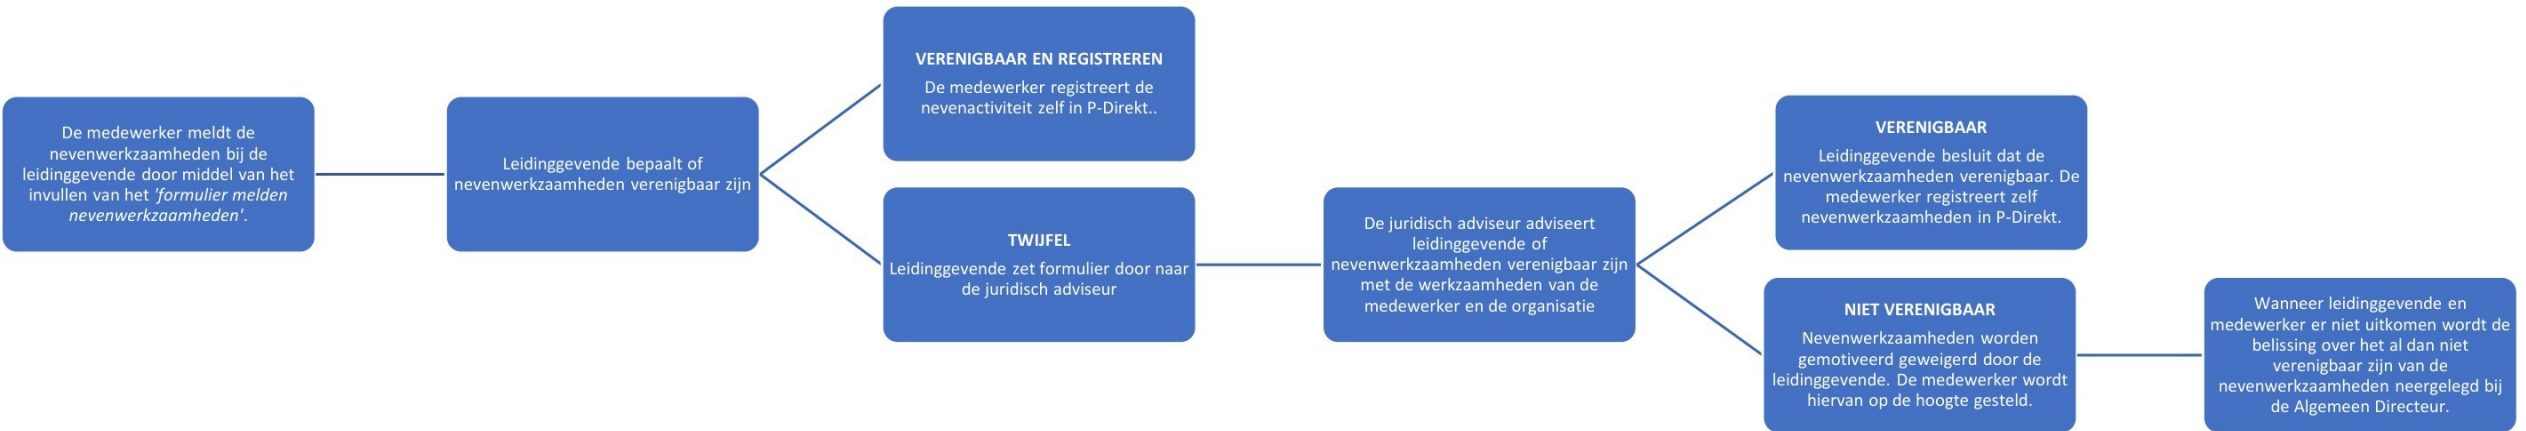 De medewerker meldt de
nevenwerkzaamheden bij de
leidinggevende door middel van het
invullen van het 'formulier melden
nevenwerkzaamheden'.
Leidinggevende bepaalt of
nevenwerkzaamheden verenigbaar zijn
VERENIGBAAR EN REGISTREREN
De medewerker registreert de
nevenactiviteit zelf in P-Direkt..
TWIJFEL
Leidinggevende zet formulier door naar
de juridisch adviseur
De juridisch adviseur adviseert
leidinggevende of
nevenwerkzaamheden verenigbaar zijn
met de werkzaamheden van de
medewerker en de organisatie
VERENIGBAAR
Leidinggevende besluit dat de
nevenwerkzaamheden verenigbaar. De
medewerker registreert zelf
nevenwerkzaamheden in P-Direkt.
NIET VERENIGBAAR
Nevenwerkzaamheden worden
gemotiveerd geweigerd door de
leidinggevende. De medewerker wordt
hiervan op de hoogte gesteld.
Wanneer leidinggevende en
medewerker er niet uitkomen wordt de
belissing over het al dan niet
verenigbaar zijn van de
nevenwerkzaamheden neergelegd bij
de Algemeen Directeur.